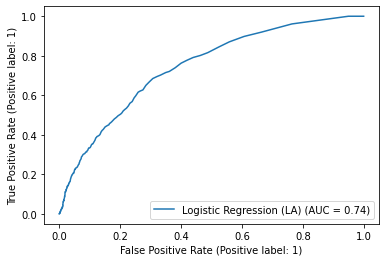 1.0
0.8
0.6
0.4
0.2
0.0
True Positive Rate (Positive label: 1)
Logistic Regression (LA) (AUC = 0.74)
0.0 0.2 0.4 0.6 0.8 1.0
False Positive Rate (Positive label: 1)